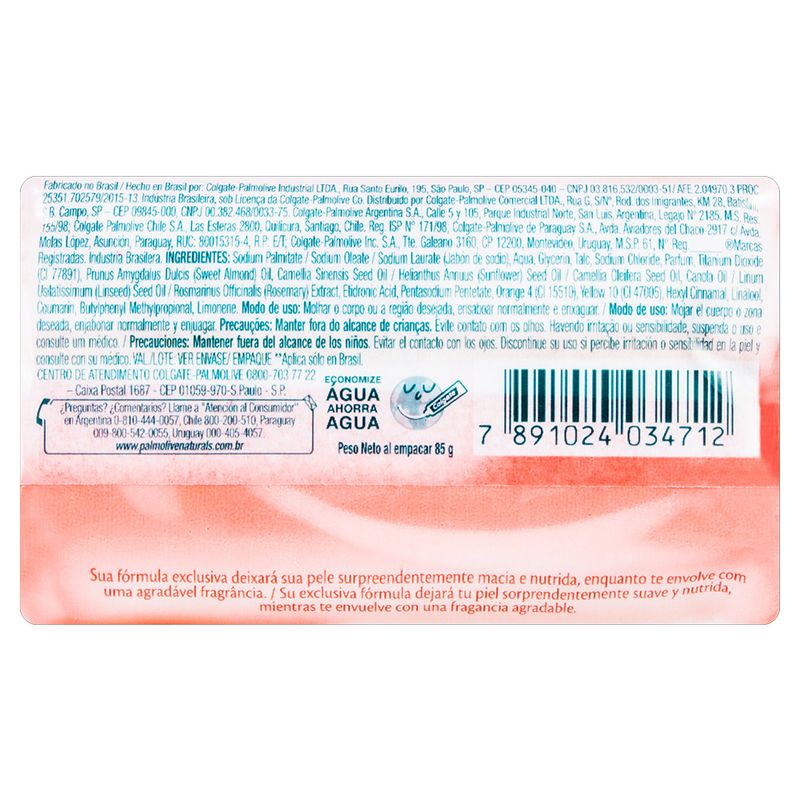 Fabricado no Brasil / Hecho en Brasil por: Colgate-Palmolive Industrial LTDA., Rua Santo Eurilo, 195, São Paulo, SP – CEP 05345-040 – CNPJ 03.816.532/0003-51/ AFE 2.04970.3 PROC
25351.702579/2015-13. Industria Brasileira, sob Licença da Colgate-Palmolive Co. Distribuido por Colgate-Palmolive Comercial LTDA., Rua G, S/Nº, Rod. dos Imigrantes, KM 28,
S.B. Campo, SP – CEP 09845-000, CNPJ 00.382.468/0033-75. Colgate-Palmolive Argentina S.A., Calle 5 y 105, Parque Industrial Norte, San Luis, Argentina, Legajo Nº 2185. M.S. Res.
155/98; Colgate Palmolive Chile S.A., Las Esteras 2800, Quilicura, Santiago, Chile, Reg. ISP Nº 171/98, Colgate-Palmolive de Paraguay S.A., Avda. Aviadores del Chaco 2917 c/ Avda.
Molas López, Asunción, Paraguay, RUC: 80015315-4, R.P. E/T; Colgate-Palmolive Inc. S.A., Tte. Galeano 3160, CP 12200, Montevideo, Uruguay, M.S.P 61, Nº Reg. ®Marcas
Registradas. Industria Brasilera. INGREDIENTES: Sodium Palmitate / Sodium Oleate / Sodium Laurate (Jabón de sodio), Aqua, Glycerin, Talc, Sodium Chloride, Parfum, Titanium Dioxide
(CI 77891), Prunus Amygdalus Dulcis (Sweet Almond) Oil, Camellia Sinensis Seed Oil / Helianthus Annuus (Sunflower) Seed Oil / Camellia Oleifera Seed Oil, Canola Oil / Linum
Usitatissimum (Linseed) Seed Oil / Rosmarinus Officinalis (Rosemary) Extract, Etidronic Acid, Pentasodium Pentetate, Orange 4 (CI 15510), Yellow 10 (CI 47005), Hexyl Cinnamal, Linalool,
Coumarin, Butylphenyl Methylpropional, Limonene. Modo de uso: Molhar o corpo ou a região desejada, ensaboar normalmente e enxaguar. / Modo de uso: Mojar el cuerpo o zona
deseada, enjabonar normalmente y enjuagar. Precauções: Manter fora do alcance de crianças. Evite contato com os olhos. Havendo irritação ou sensibilidade, suspenda o uso e
consulte um médico. / Precauciones: Mantener fuera del alcance de los niños. Evitar el contacto con los ojos. Discontinue su uso si percibe irritación o sensibilidad en la piel y
consulte con su médico. VAL./LOTE: VER ENVASE/ EMPAQUE **Aplica sólo en Brasil.
CENTRO DE ATENDIMENTO COLGATE-PALMOLIVE 0800-703 77 22
– Caixa Postal 1687 - CEP 01059-970-S.Paulo - S.P.
¿Preguntas? ¿Comentarios? Llame a "Atención al Consumidor"
en Argentina 0-810-444-0057, Chile 800-200-510, Paraguay
009-800-542-0055, Uruguay 000-405-4057.
www.palmolivenaturals.com.br
ECONOMIZE
ÁGUA
AHORRA
AGUA
Colgate
Peso Neto al empacar 85 g
7 891024 034712
Sua fórmula exclusiva deixará sua pele surpreendentemente macia e nutrida, enquanto te envolve com
uma agradável fragrância. / Su exclusiva fórmula dejará tu piel sorprendentemente suave y nutrida,
mientras te envuelve con una fragancia agradable.